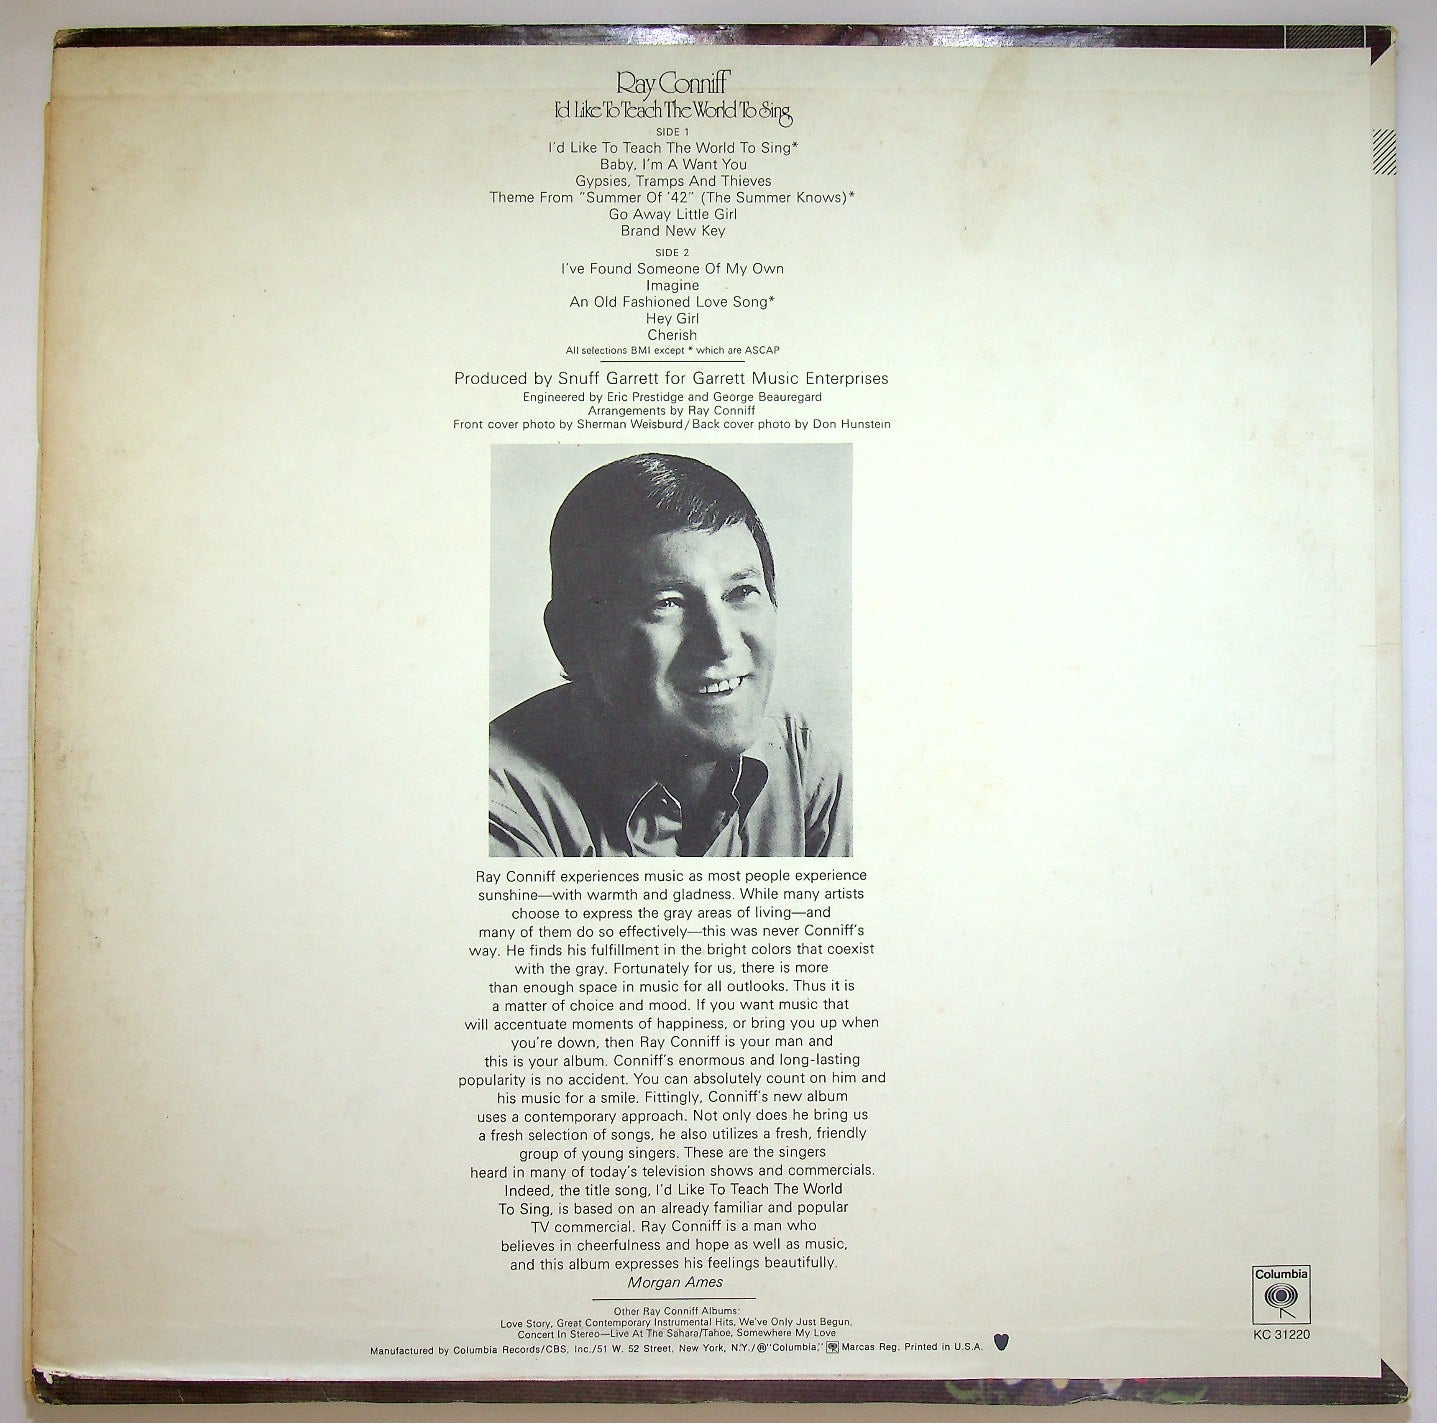 Ray Conniff
I'd Like To Teach The World To Sing
SIDE 1
I'd Like To Teach The World To Sing*
Baby, I'm A Want You
Gypsies, Tramps And Thieves
Theme From "Summer Of '42" (The Summer Knows)*
Go Away Little Girl
Brand New Key
SIDE 2
I've Found Someone Of My Own
Imagine
An Old Fashioned Love Song*
Hey Girl
Cherish
All selections BMI except * which are ASCAP
Produced by Snuff Garrett for Garrett Music Enterprises
Engineered by Eric Prestidge and George Beauregard
Arrangements by Ray Conniff
Front cover photo by Sherman Weisburd/Back cover photo by Don Hunstein
Ray Conniff experiences music as most people experience
sunshine—with warmth and gladness. While many artists
choose to express the gray areas of living—and
many of them do so effectively—this was never Conniff's
way. He finds his fulfillment in the bright colors that coexist
with the gray. Fortunately for us, there is more
than enough space in music for all outlooks. Thus it is
a matter of choice and mood. If you want music that
will accentuate moments of happiness, or bring you up when
you're down, then Ray Conniff is your man and
this is your album. Conniff's enormous and long-lasting
popularity is no accident. You can absolutely count on him and
his music for a smile. Fittingly, Conniff's new album
uses a contemporary approach. Not only does he bring us
a fresh selection of songs, he also utilizes a fresh, friendly
group of young singers. These are the singers
heard in many of today's television shows and commercials.
Indeed, the title song, I'd Like To Teach The World
To Sing, is based on an already familiar and popular
TV commercial. Ray Conniff is a man who
believes in cheerfulness and hope as well as music,
and this album expresses his feelings beautifully.
Morgan Ames
Other Ray Conniff Albums:
Love Story, Great Contemporary Instrumental Hits, We've Only Just Begun,
Concert In Stereo—Live At The Sahara/Tahoe, Somewhere My Love
Manufactured by Columbia Records/CBS, Inc./51 W. 52 Street, New York, N.Y./® "Columbia," Marcas Reg. Printed in U.S.A.
Columbia
KC 31220